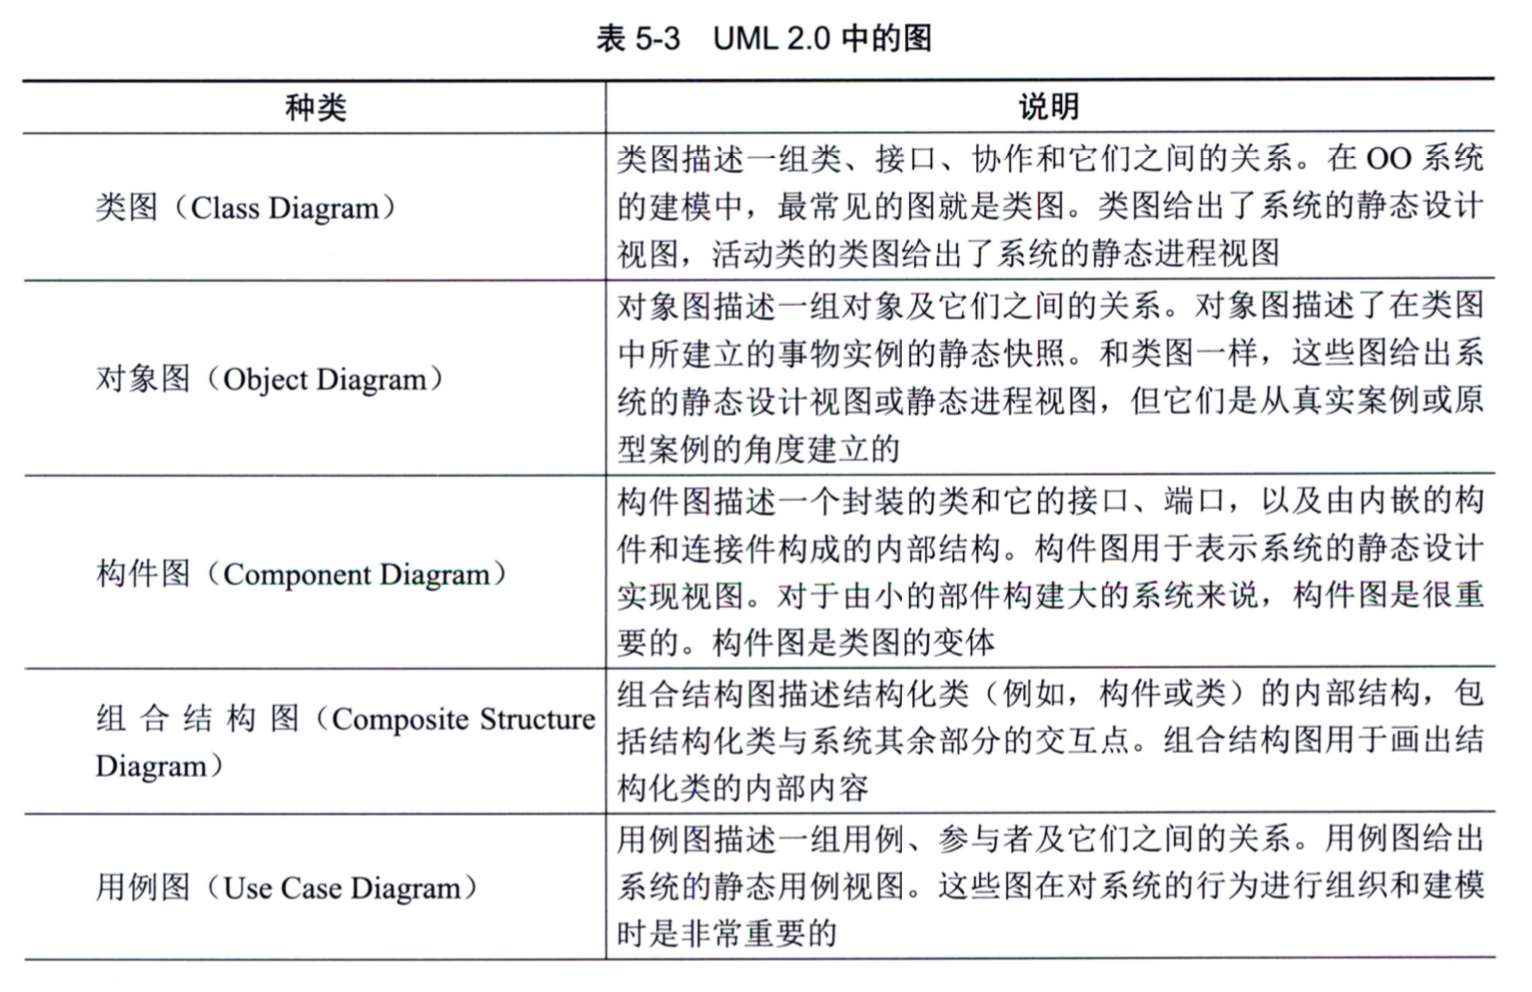 表 5-3 UML 2.0 中的图
种类
说明
类图（Class Diagram）
类图描述一组类、接口、协作和它们之间的关系。在 OO 系统
的建模中，最常见的图就是类图。类图给出了系统的静态设计
视图，活动类的类图给出了系统的静态进程视图
对象图（Object Diagram）
对象图描述一组对象及它们之间的关系。对象图描述了在类图
中所建立的事物实例的静态快照。和类图一样，这些图给出系
统的静态设计视图或静态进程视图，但它们是从真实案例或原
型案例的角度建立的
构件图（Component Diagram）
构件图描述一个封装的类和它的接口、端口，以及由内嵌的构
件和连接件构成的内部结构。构件图用于表示系统的静态设计
实现视图。对于由小的部件构建大的系统来说，构件图是很重
要的。构件图是类图的变体
组合结构图（Composite Structure
Diagram）
组合结构图描述结构化类（例如，构件或类）的内部结构，包
括结构化类与系统其余部分的交互点。组合结构图用于画出结
构化类的内部内容
用例图（Use Case Diagram）
用例图描述一组用例、参与者及它们之间的关系。用例图给出
系统的静态用例视图。这些图在对系统的行为进行组织和建模
时是非常重要的